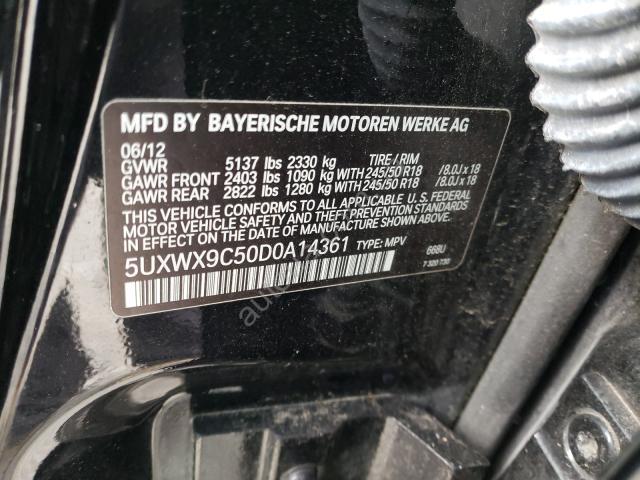 MFD BY BAYERISCHE MOTOREN WERKE AG
06/12
GVWR 5137 lbs 2330 kg TIRE / RIM
GAWR FRONT 2403 lbs 1090 kg WITH 245/50 R18 /8.0J x 18
GAWR REAR 2822 lbs 1280 kg WITH 245/50 R18 /8.0J x 18
THIS VEHICLE CONFORMS TO ALL APPLICABLE U.S. FEDERAL
MOTOR VEHICLE SAFETY AND THEFT PREVENTION STANDARDS
IN EFFECT ON THE DATE OF MANUFACTURE SHOWN ABOVE.
5UXWX9C50D0A14361 TYPE: MPV 668U
7 320 730